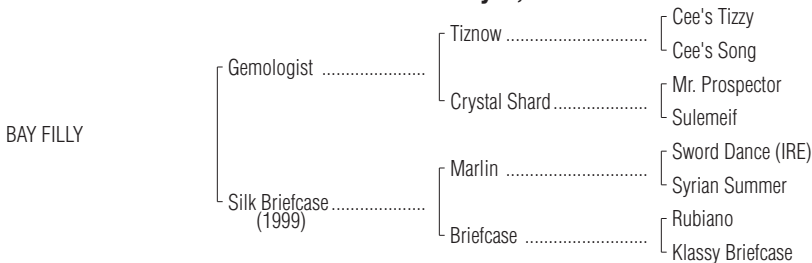 Cee's Tizzy
Tiznow ..............................
Cee's Song
Gemologist ......................
Mr. Prospector
Crystal Shard....................
Sulemeif
BAY FILLY
Sword Dance (IRE)
Marlin ..............................
Syrian Summer
Silk Briefcase....................
(1999)
Rubiano
Briefcase ..........................
Klassy Briefcase